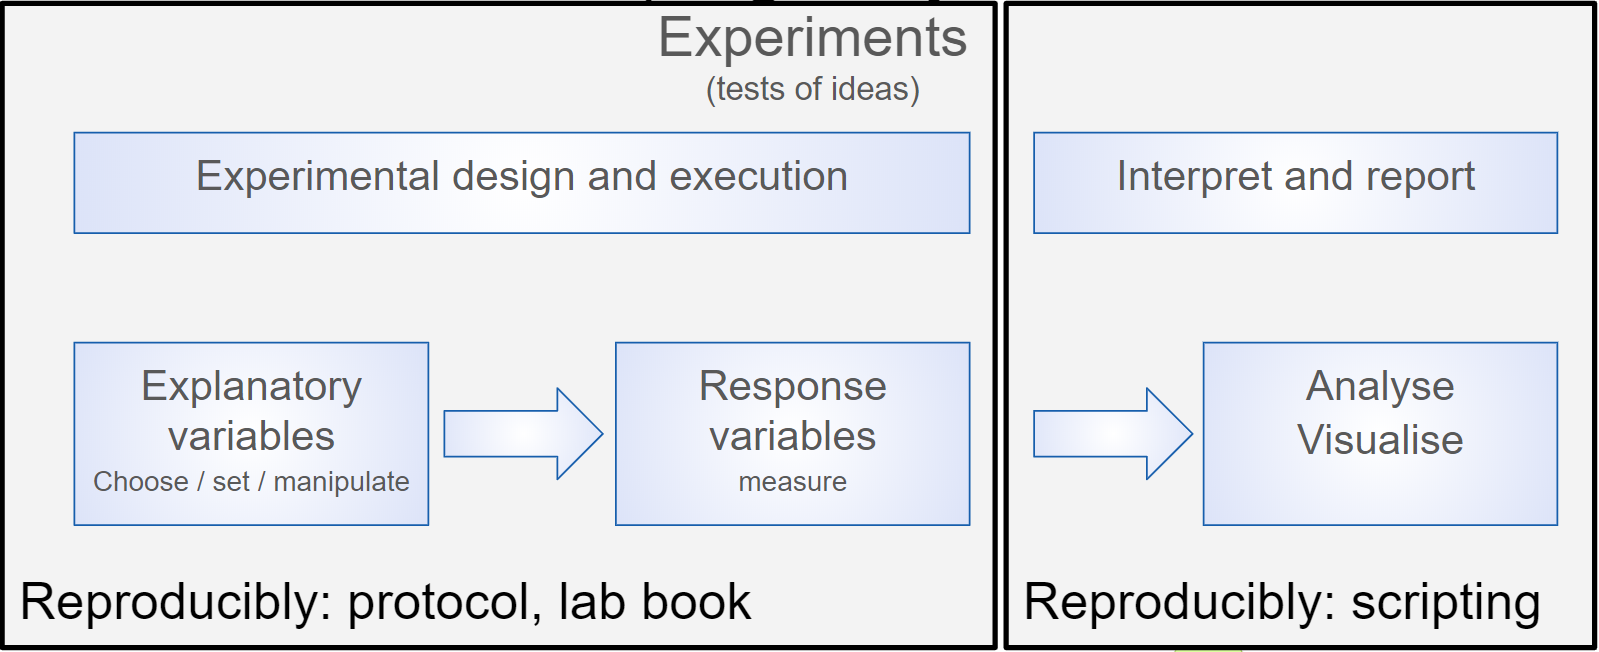 Experiments
(tests of ideas)
Experimental design and execution
Explanatory
variables
Choose / set / manipulate
Response
variables
measure
Reproducibly: protocol, lab book
Interpret and report
Analyse
Visualise
Reproducibly: scripting